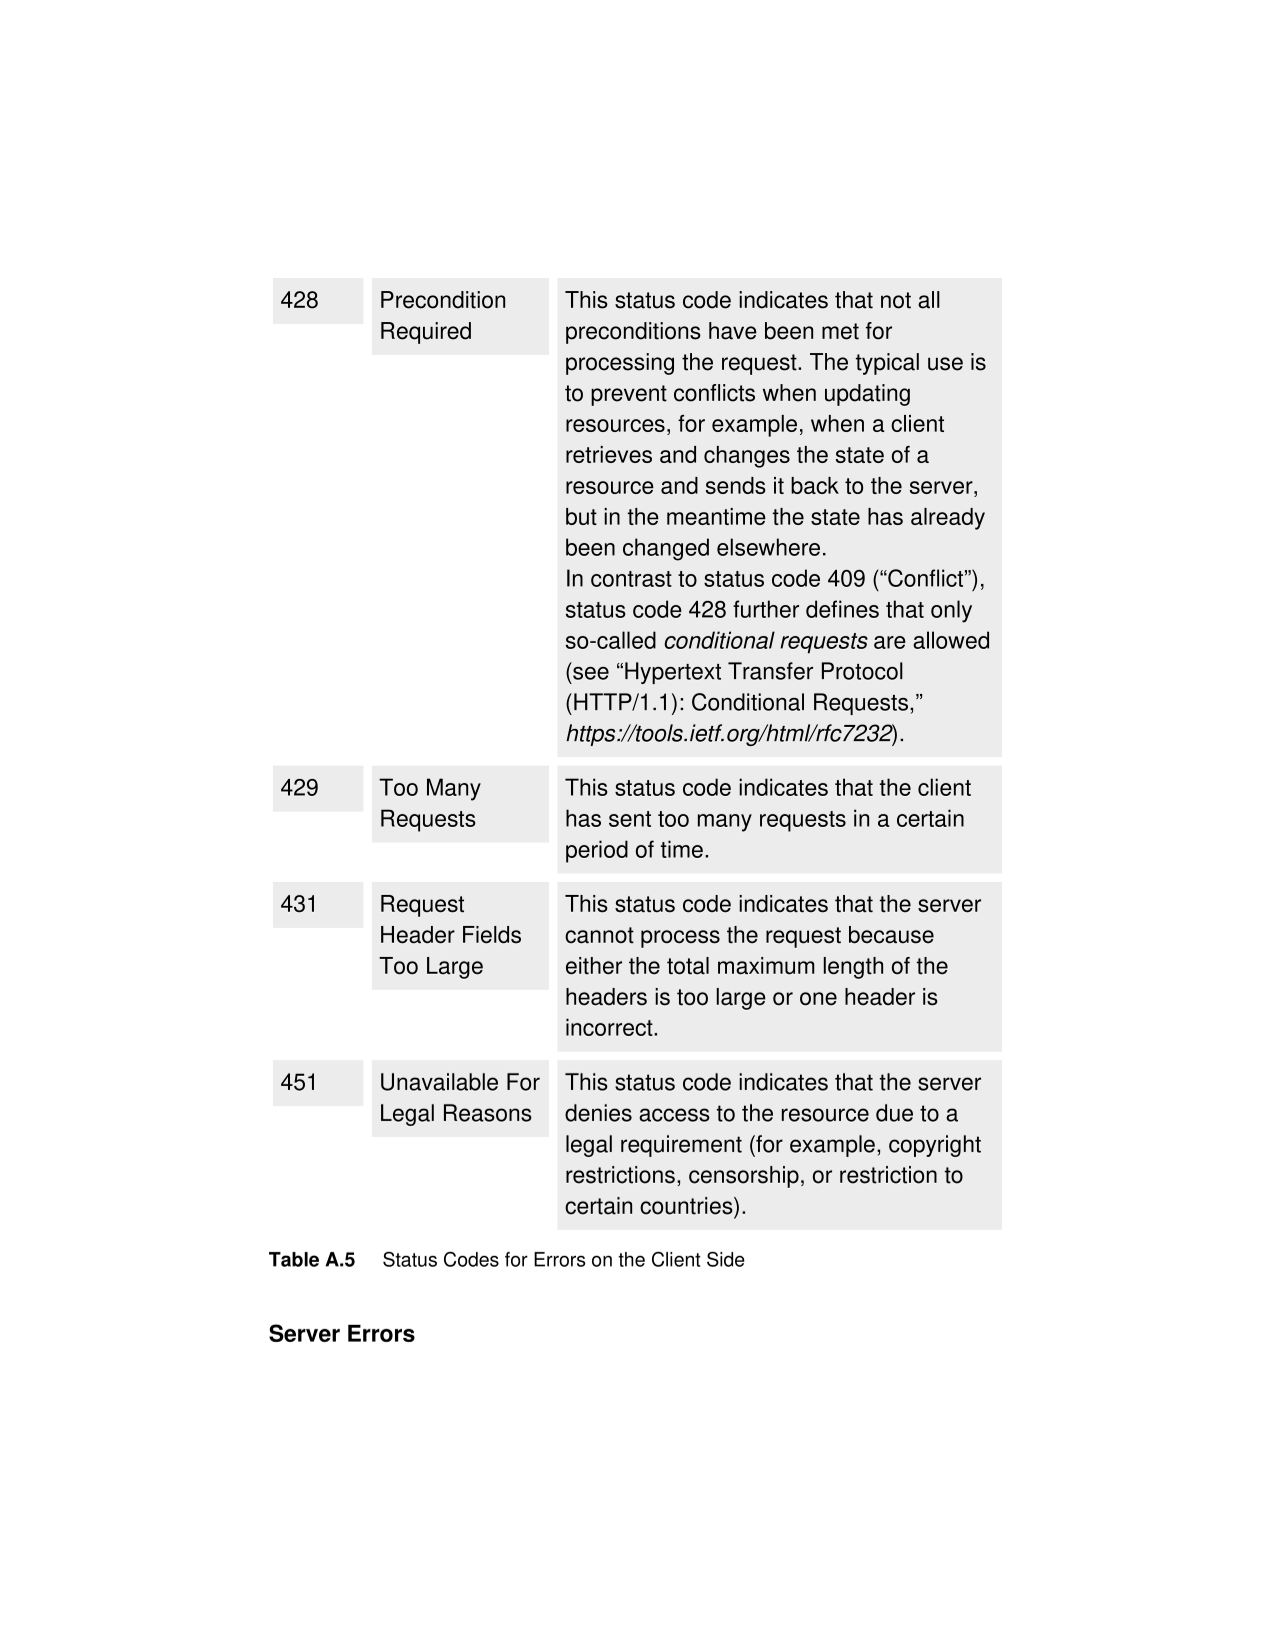 428
Precondition
Required
This status code indicates that not all
preconditions have been met for
processing the request. The typical use is
to prevent conflicts when updating
resources, for example, when a client
retrieves and changes the state of a
resource and sends it back to the server,
but in the meantime the state has already
been changed elsewhere.
In contrast to status code 409 (“Conflict”),
status code 428 further defines that only
so-called conditional requests are allowed
(see “Hypertext Transfer Protocol
(HTTP/1.1): Conditional Requests,”
https://tools.ietf.org/html/rfc7232).
429
Too Many
Requests
This status code indicates that the client
has sent too many requests in a certain
period of time.
431
Request
Header Fields
Too Large
This status code indicates that the server
cannot process the request because
either the total maximum length of the
headers is too large or one header is
incorrect.
451
Unavailable For
Legal Reasons
This status code indicates that the server
denies access to the resource due to a
legal requirement (for example, copyright
restrictions, censorship, or restriction to
certain countries).
Table A.5 Status Codes for Errors on the Client Side
Server Errors